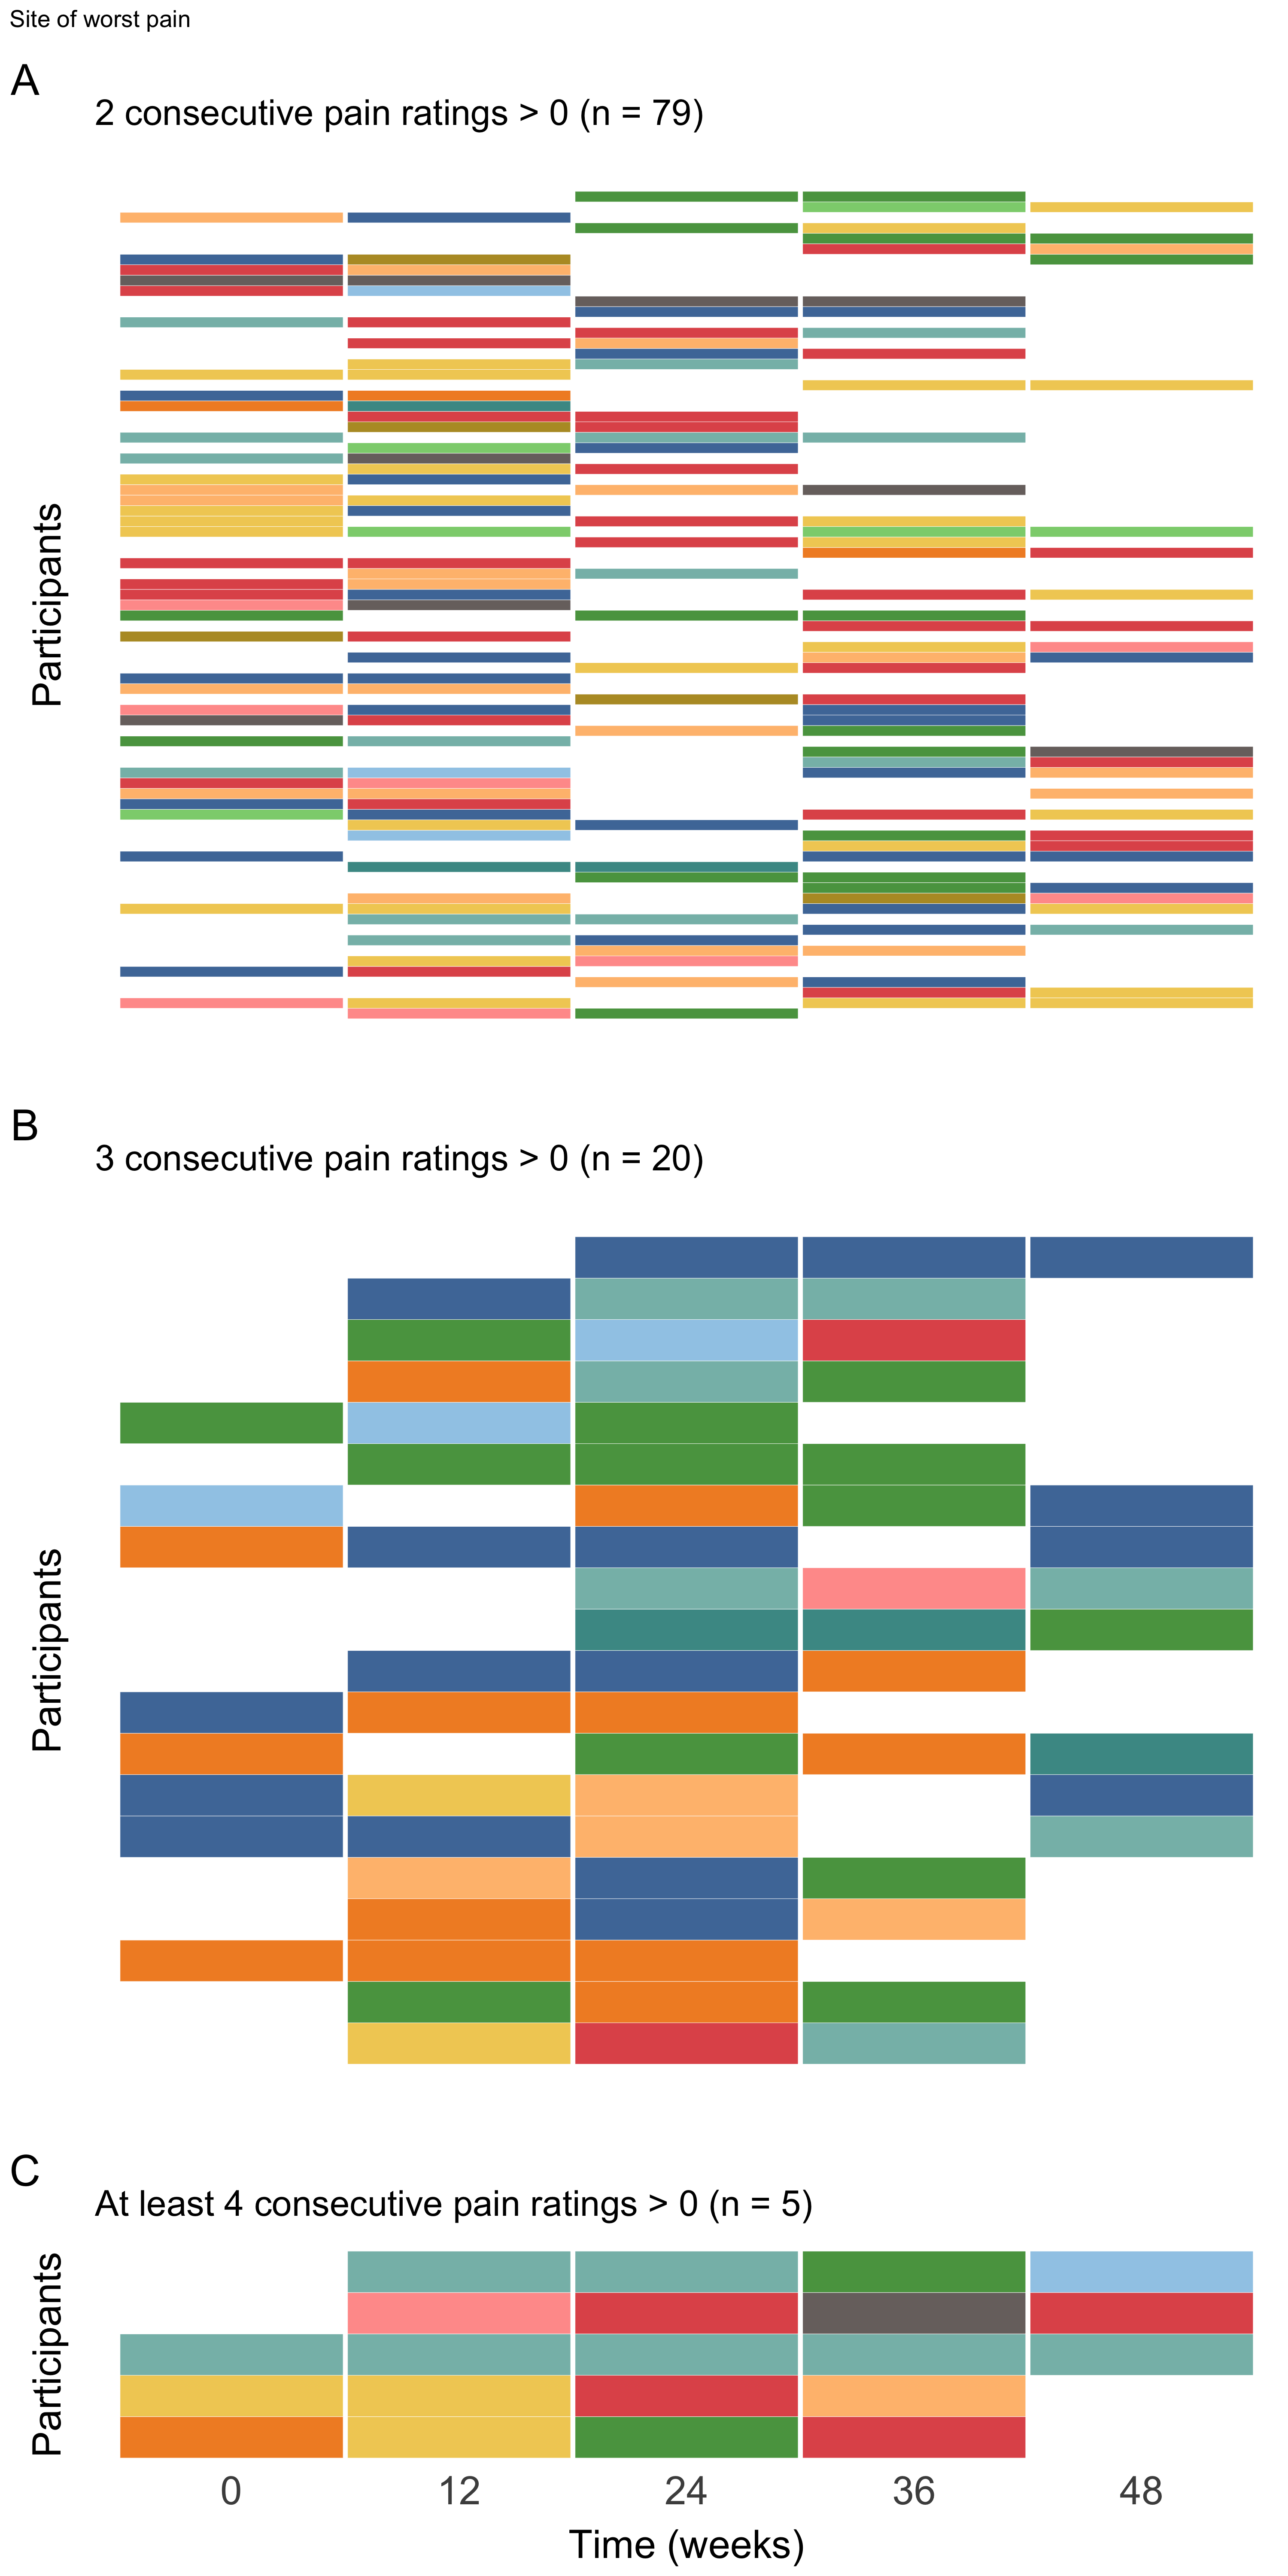 Site of worst pain
A
2 consecutive pain ratings > 0 (n = 79)
Participants
B
3 consecutive pain ratings > 0 (n = 20)
Participants
C
At least 4 consecutive pain ratings > 0 (n = 5)
Participants
0 12 24 36 48
Time (weeks)